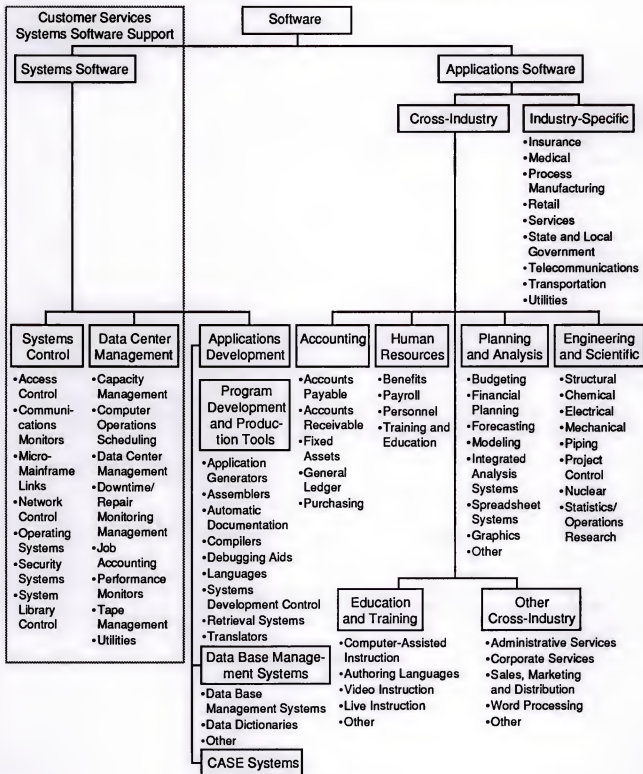 Customer Services
Systems Software Support
Software
Systems Software
Applications Software
Cross-Industry
Industry-Specific
•Insurance
•Medical
•Process
Manufacturing
•Retail
•Services
•State and Local
Government
•Telecommunications
•Transportation
•Utilities
Systems
Control
•Access
Control
•Communi-
cations
Monitors
•Micro-
Mainframe
Links
•Network
Control
•Operating
Systems
•Security
Systems
•System
Library
Control
Data Center
Management
•Capacity
Management
•Computer
Operations
Scheduling
•Data Center
Management
•Downtime/
Repair
Monitoring
Management
•Job
Accounting
•Performance
Monitors
•Tape
Management
•Utilities
Applications
Development
Program
Development
and Produc-
tion Tools
•Application
Generators
•Assemblers
•Automatic
Documentation
•Compilers
•Debugging Aids
•Languages
•Systems
Development Control
•Retrieval Systems
•Translators
Data Base Manage-
ment Systems
•Data Base
Management Systems
•Data Dictionaries
•Other
CASE Systems
Accounting
•Accounts
Payable
•Accounts
Receivable
•Fixed
Assets
•General
Ledger
•Purchasing
Human
Resources
•Benefits
•Payroll
•Personnel
•Training and
Education
Planning
and Analysis
•Budgeting
•Financial
Planning
•Forecasting
•Modeling
•Integrated
Analysis
Systems
•Spreadsheet
Systems
•Graphics
•Other
Engineering
and Scientific
•Structural
•Chemical
•Electrical
•Mechanical
•Piping
•Project
Control
•Nuclear
•Statistics/
Operations
Research
Education
and Training
•Computer-Assisted
Instruction
•Authoring Languages
•Video Instruction
•Live Instruction
•Other
Other
Cross-Industry
•Administrative Services
•Corporate Services
•Sales, Marketing
and Distribution
•Word Processing
•Other